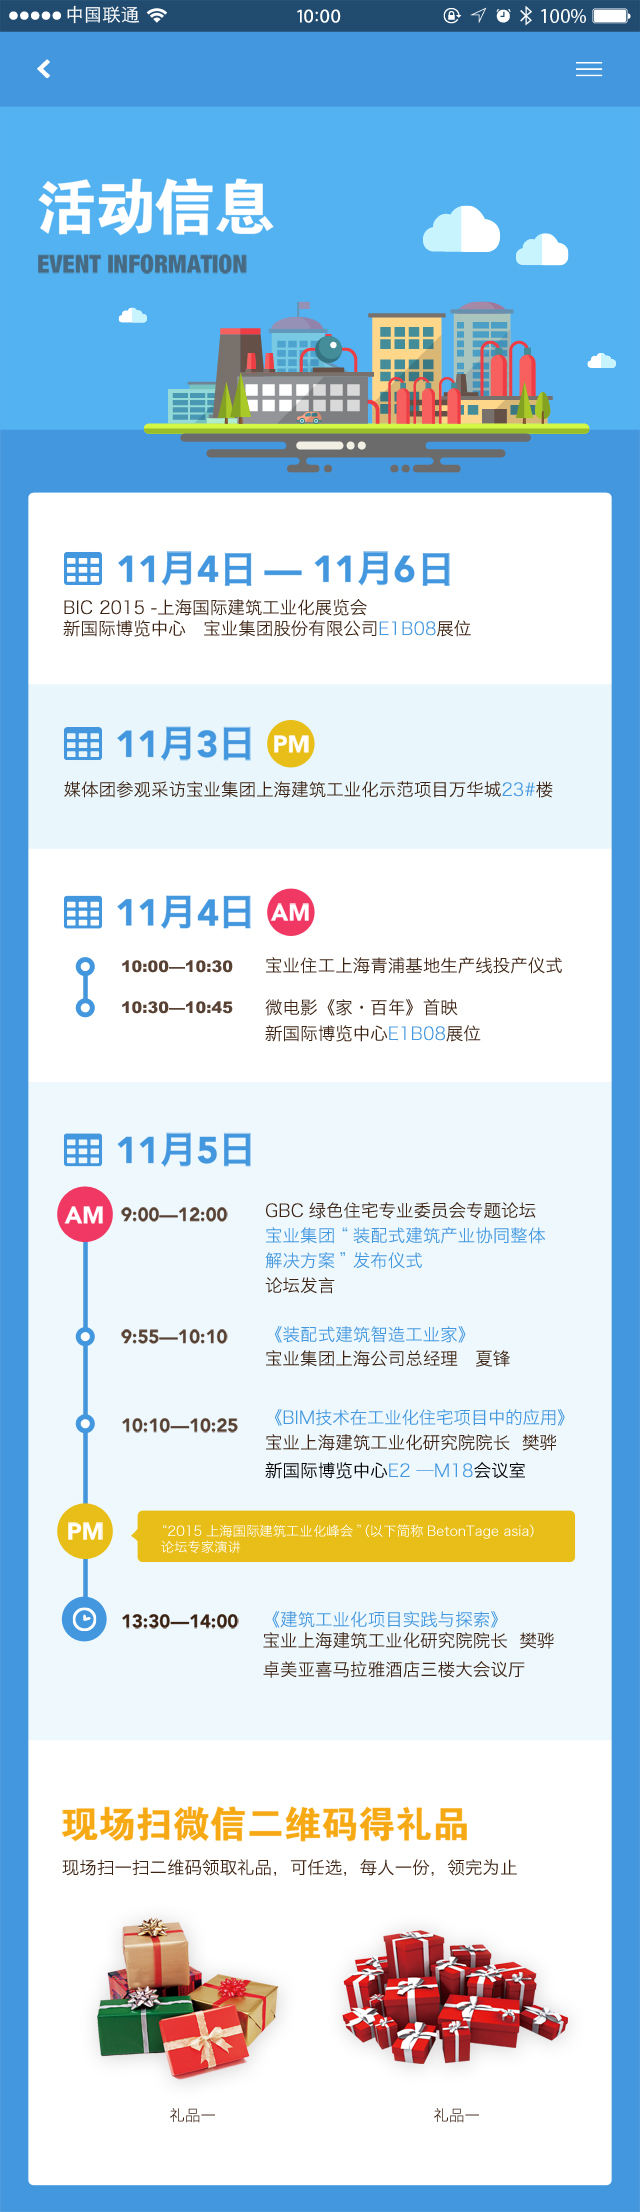 中国联通 10:00 100%
活动信息
EVENT INFORMATION
11月4日 — 11月6日
BIC 2015 -上海国际建筑工业化展览会
新国际博览中心 宝业集团股份有限公司E1B08展位
11月3日 PM
媒体团参观采访宝业集团上海建筑工业化示范项目万华城23#楼
11月4日 AM
10:00—10:30 宝业住工上海青浦基地生产线投产仪式
10:30—10:45 微电影《家·百年》首映
新国际博览中心E1B08展位
11月5日
AM 9:00—12:00 GBC 绿色住宅专业委员会专题论坛
宝业集团“装配式建筑产业协同整体
解决方案”发布仪式
论坛发言
9:55—10:10 《装配式建筑智造工业家》
宝业集团上海公司总经理 夏锋
10:10—10:25 《BIM技术在工业化住宅项目中的应用》
宝业上海建筑工业化研究院院长 樊骅
新国际博览中心E2 —M18会议室
PM “2015 上海国际建筑工业化峰会”（以下简称 BetonTage asia）
论坛专家演讲
13:30—14:00 《建筑工业化项目实践与探索》
宝业上海建筑工业化研究院院长 樊骅
卓美亚喜马拉雅酒店三楼大会议厅
现场扫微信二维码得礼品
现场扫一扫二维码领取礼品，可任选，每人一份，领完为止
礼品一 礼品一